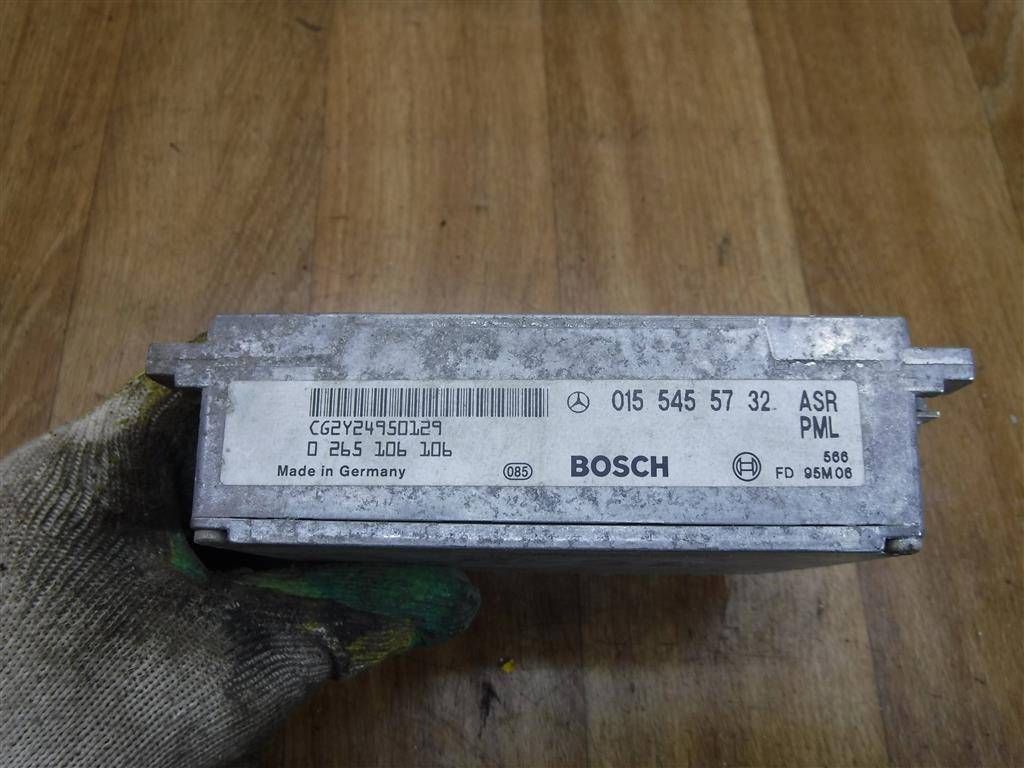 015 545 57 32 ASR
PML
CG2Y24950129
0 265 106 106
Made in Germany
085
BOSCH
566
FD 95M06